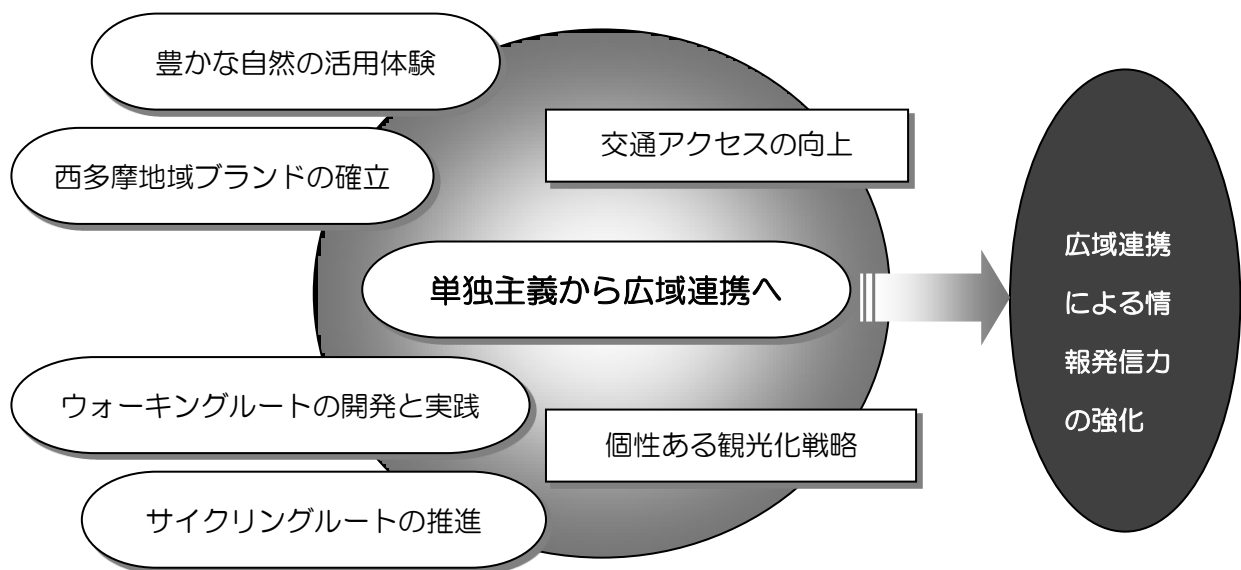 豊かな自然の活用体験
交通アクセスの向上
西多摩地域ブランドの確立
単独主義から広域連携へ
広域連携
による情
報発信力
の強化
ウォーキングルートの開発と実践
個性ある観光化戦略
サイクリングルートの推進